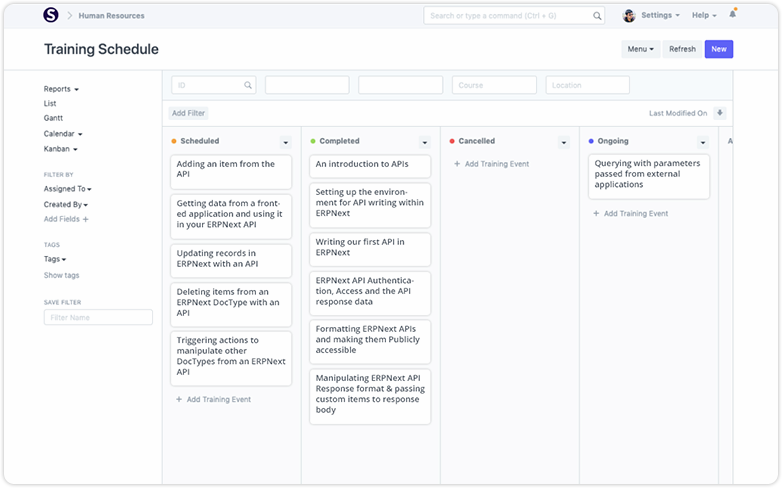 S
Human Resources
Search or type a command (Ctrl + G)
Settings
Help
Training Schedule
Menu
Refresh
New
Reports
List
Gantt
Calendar
Kanban
FILTER BY
Assigned To
Created By
Add Fields +
TAGS
Tags
Show tags
SAVE FILTER
Filter Name
ID
Course
Location
Add Filter
Last Modified On
Scheduled
Adding an item from the
API
Getting data from a front-
ed application and using it
in your ERPNext API
Updating records in
ERPNext with an API
Deleting items from an
ERPNext DocType with an
API
Triggering actions to
manipulate other
DocTypes from an ERPNext
API
+ Add Training Event
Completed
An introduction to APIs
Setting up the environ-
ment for API writing within
ERPNext
Writing our first API in
ERPNext
ERPNext API Authentica-
tion, Access and the API
response data
Formatting ERPNext APIs
and making them Publicly
accessible
Manipulating ERPNext API
Response format & passing
custom items to response
body
Cancelled
+ Add Training Event
Ongoing
Querying with parameters
passed from external
applications
+ Add Training Event
A